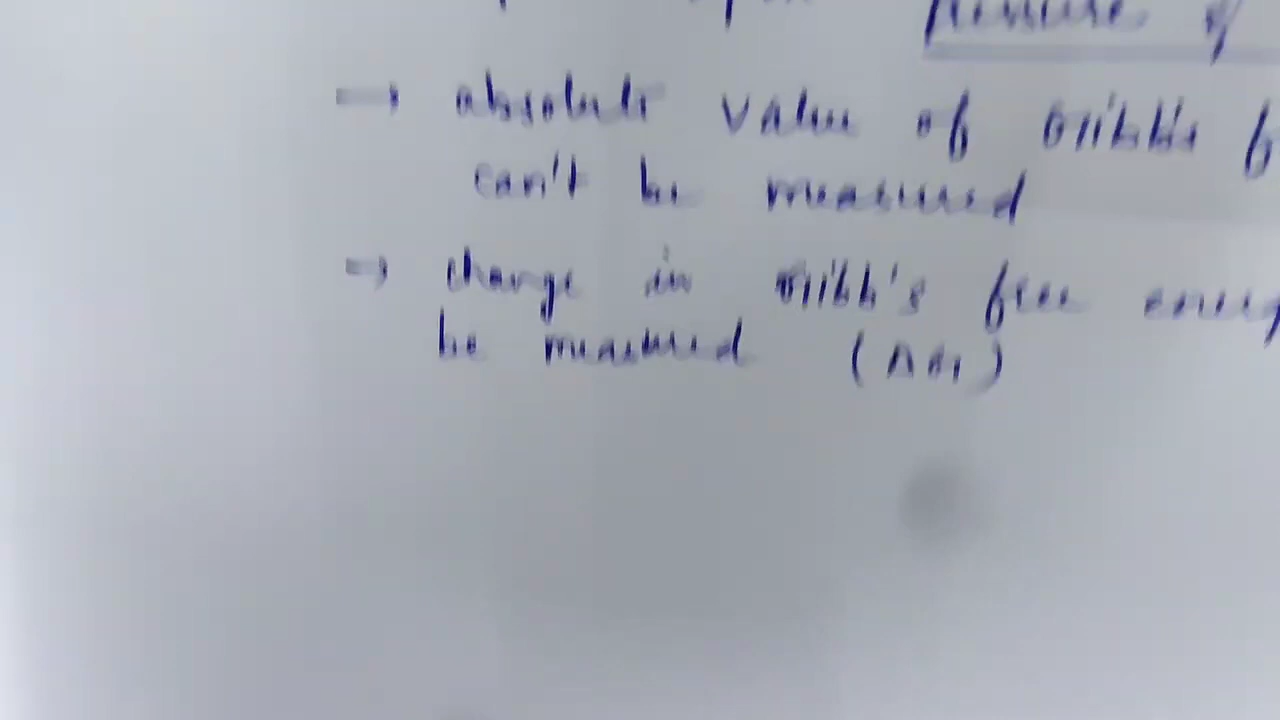 → absolute value of Gibb's
can't be measured
→ change in Gibb's free
be measured (ΔG)